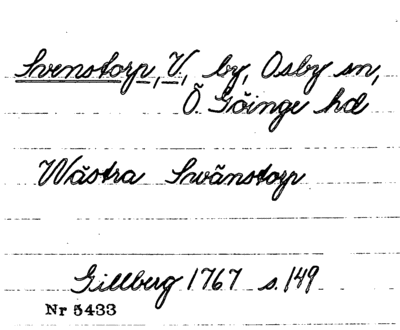 Svenstorp, V, by, Osby sn,
Ö Göinge hd
Wästra Swänstorp
Gillberg 1767 s. 149
Nr 5433